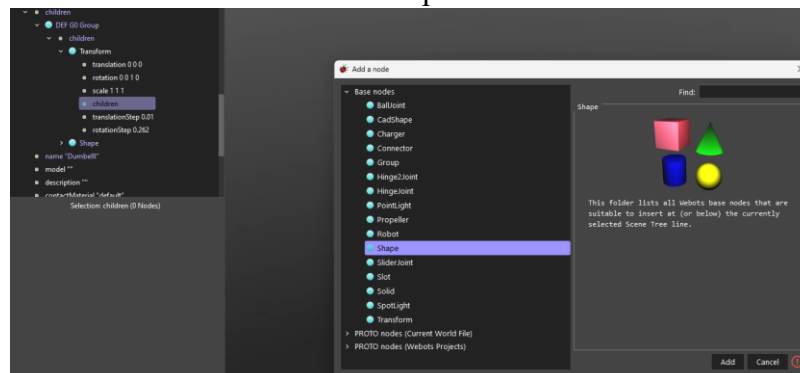 children
DEF G0 Group
children
Transform
translation 0 0 0
rotation 0 0 1 0
scale 1 1 1
children
translationStep 0.01
rotationStep 0.262
Shape
name "Dumbelll"
model ""
description ""
contactMaterial "default"
Selection: children (0 Nodes)
Add a node
Base nodes
BallJoint
CadShape
Charger
Connector
Group
Hinge2Joint
HingeJoint
PointLight
Propeller
Robot
Shape
SliderJoint
Slot
Solid
SpotLight
Transform
PROTO nodes (Current World File)
PROTO nodes (Webots Projects)
Find:
Shape
This folder lists all Webots base nodes that are
suitable to insert at (or below) the currently
selected Scene Tree line.
Add Cancel